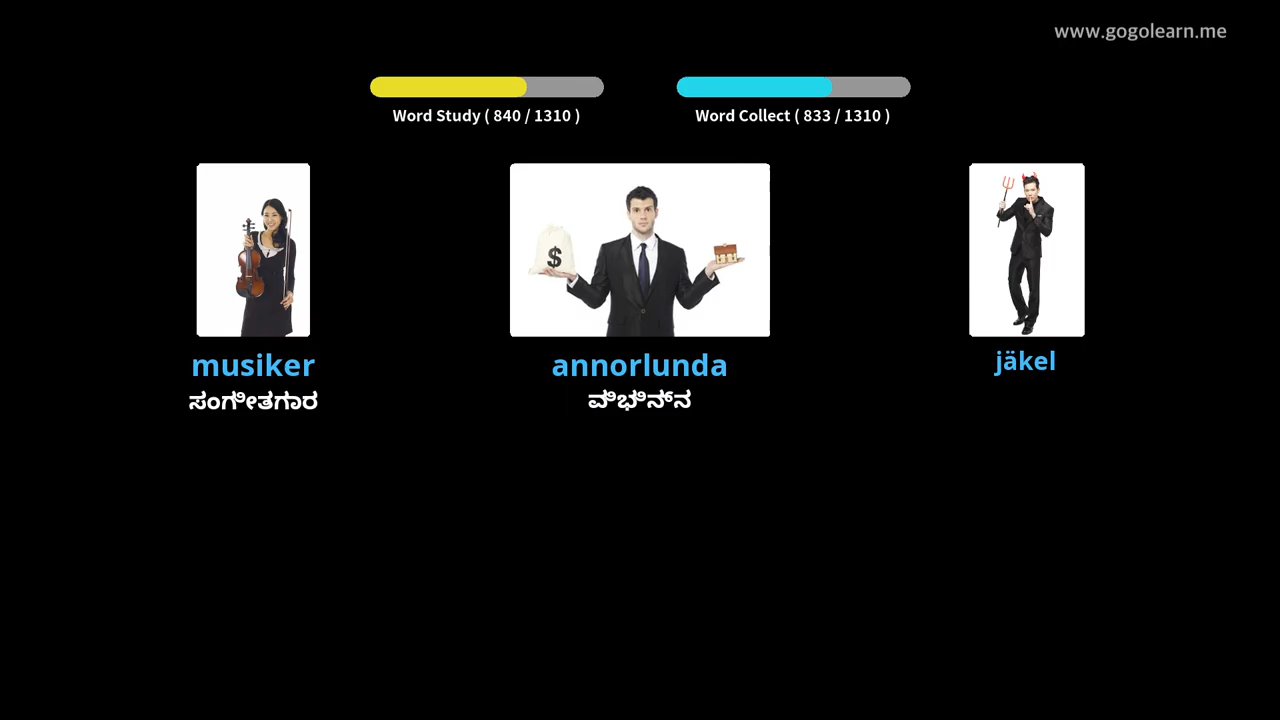 www.gogolearn.me
Word Study ( 840 / 1310 )
Word Collect ( 833 / 1310 )
$
musiker
annorlunda
jäkel
ಸಂಗೀತಗಾರ
ವಿಭಿನ್ನ